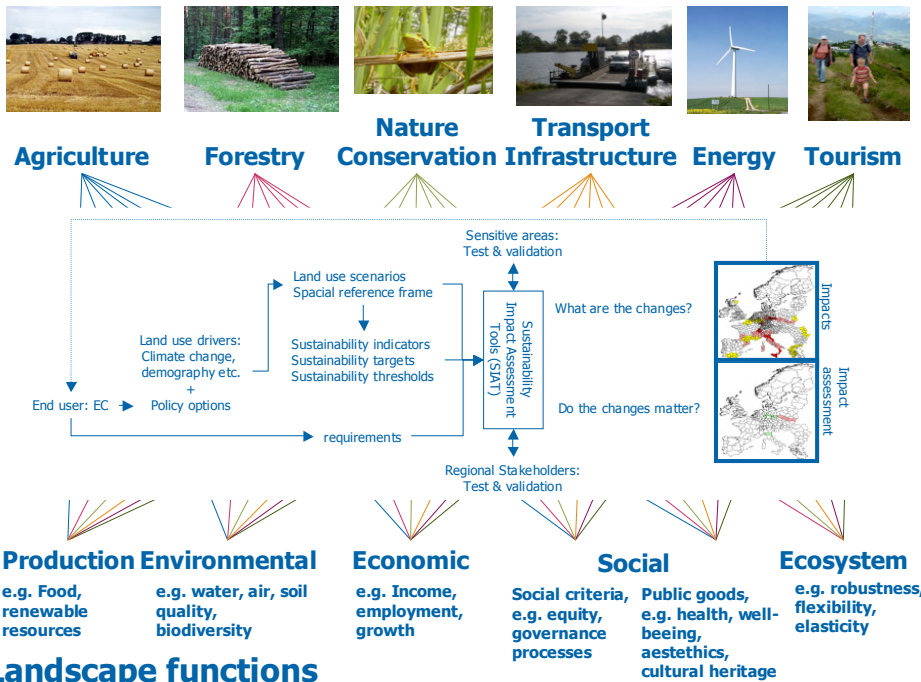 Agriculture
Forestry
Nature
Conservation
Transport
Infrastructure
Energy
Tourism
Sensitive areas:
Test & validation
Land use scenarios
Spacial reference frame
What are the changes?
Impacts
Land use drivers:
Climate change,
demography etc.
+
Policy options
Sustainability indicators
Sustainability targets
Sustainability thresholds
Sustainability
Impact Assessment
Tools (SIAT)
Do the changes matter?
Impact
assessment
End user: EC
requirements
Regional Stakeholders:
Test & validation
Production
e.g. Food,
renewable
resources
Environmental
e.g. water, air, soil
quality,
biodiversity
Economic
e.g. Income,
employment,
growth
Social
Social criteria,
e.g. equity,
governance
processes
Public goods,
e.g. health, well-
beeing,
aestethics,
cultural heritage
Ecosystem
e.g. robustness,
flexibility,
elasticity
Landscape functions